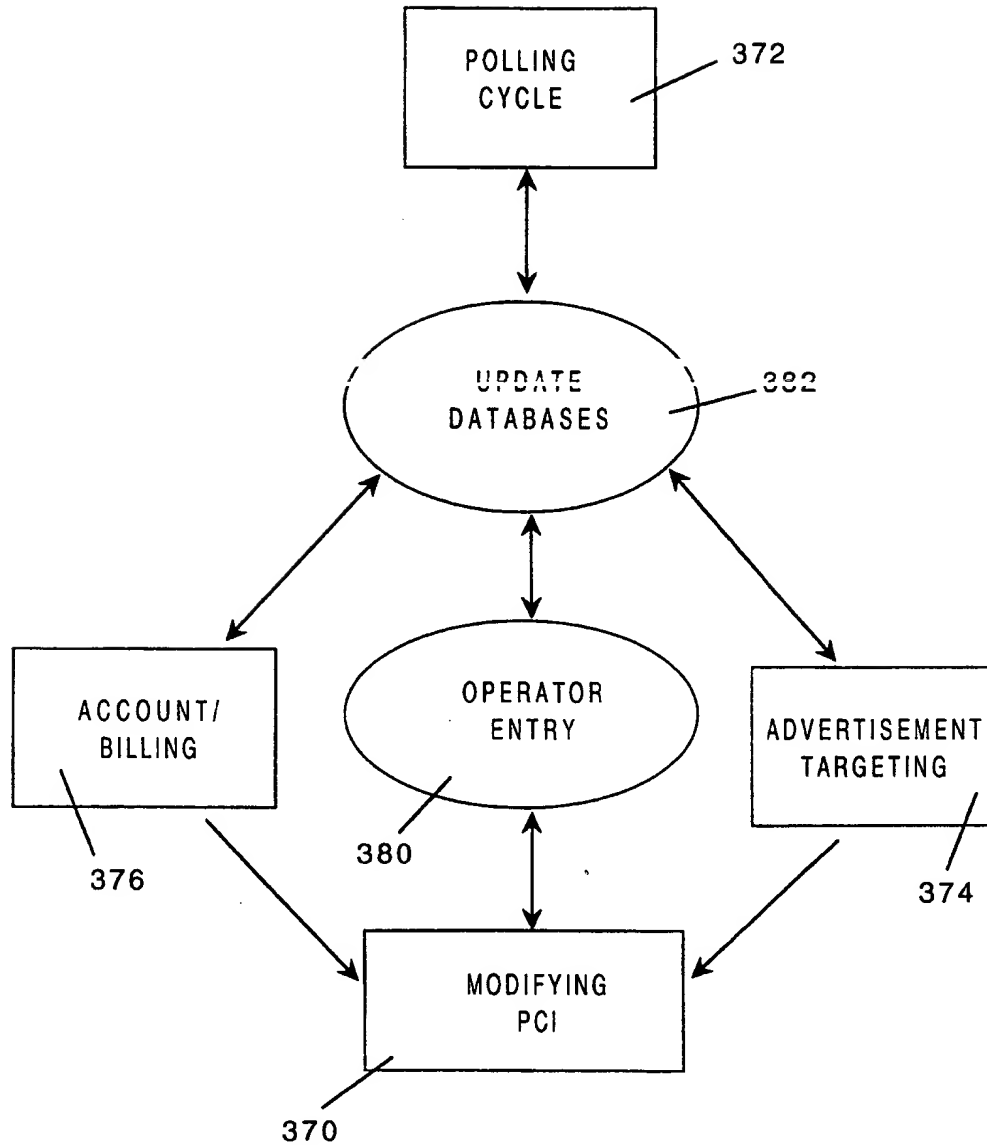 POLLING
CYCLE
372
UPDATE
DATABASES
382
ACCOUNT/
BILLING
376
OPERATOR
ENTRY
380
ADVERTISEMENT
TARGETING
374
MODIFYING
PCI
370